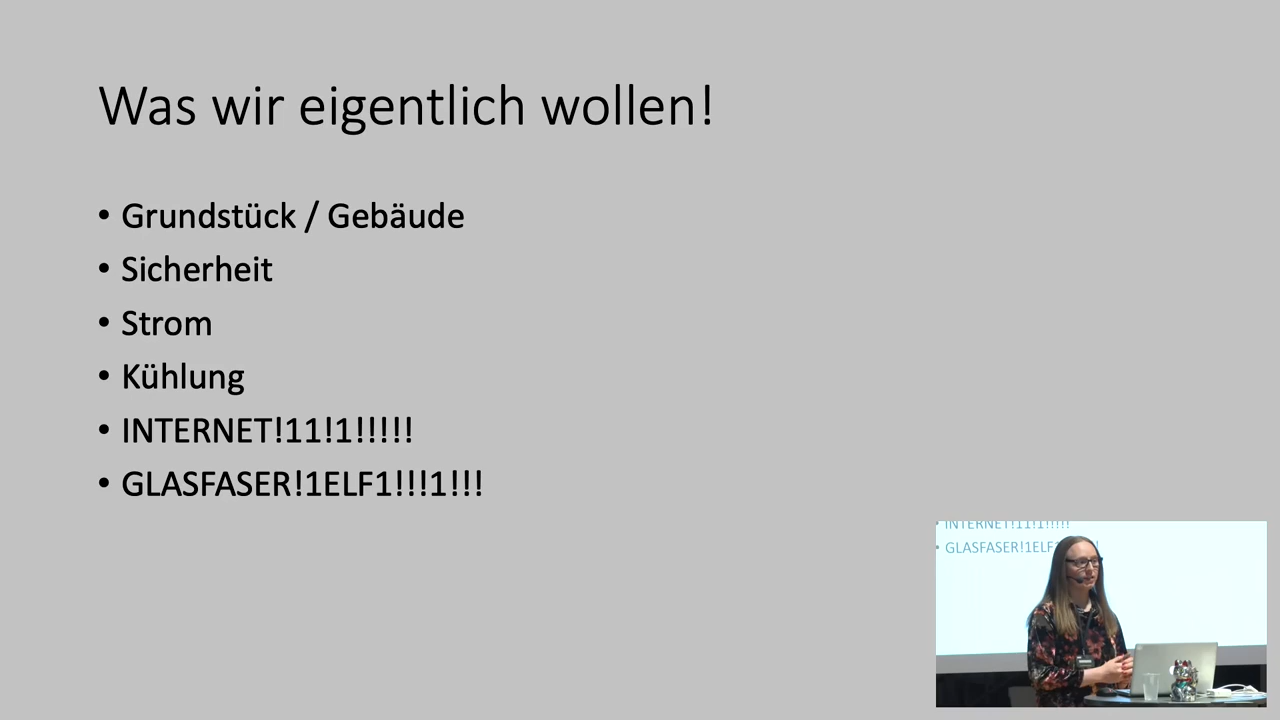 Was wir eigentlich wollen!
• Grundstück / Gebäude
• Sicherheit
• Strom
• Kühlung
• INTERNET!11!1!!!!!
• GLASFASER!1ELF1!!!1!!!
• INTERNET!11!1!!!!!
• GLASFASER!1ELF